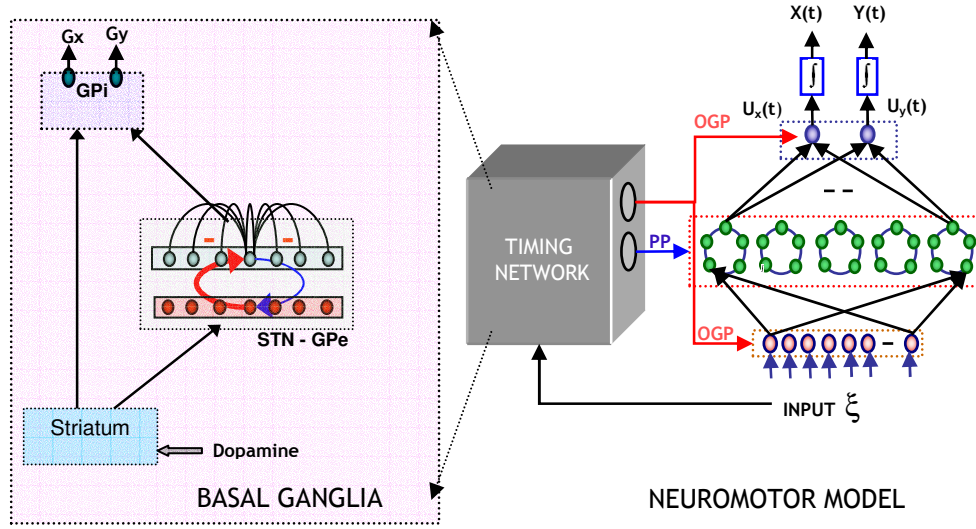 Gx
Gy
GPi
- -
STN - GPe
Striatum
Dopamine
BASAL GANGLIA
X(t)
Y(t)
∫
∫
Ux(t)
Uy(t)
OGP
- -
TIMING
NETWORK
PP
OGP
-
INPUT ξ
NEUROMOTOR MODEL